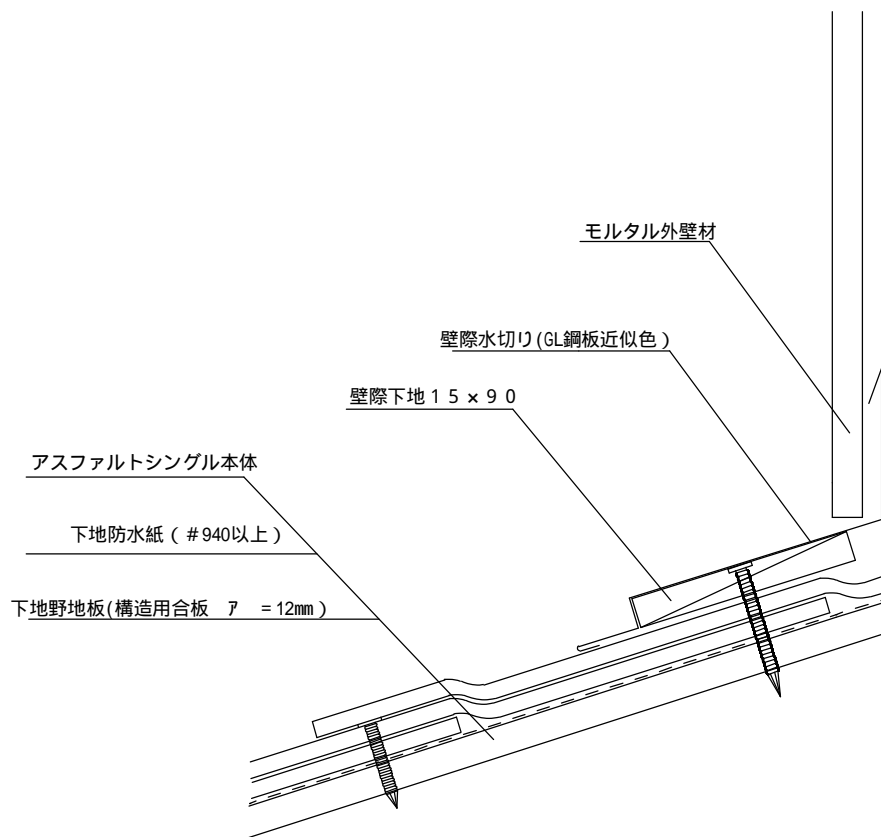 モルタル外壁材
壁際水切り(GL鋼板近似色)
壁際下地15×90
アスファルトシングル本体
下地防水紙(#940以上)
下地野地板(構造用合板 ア =12mm)